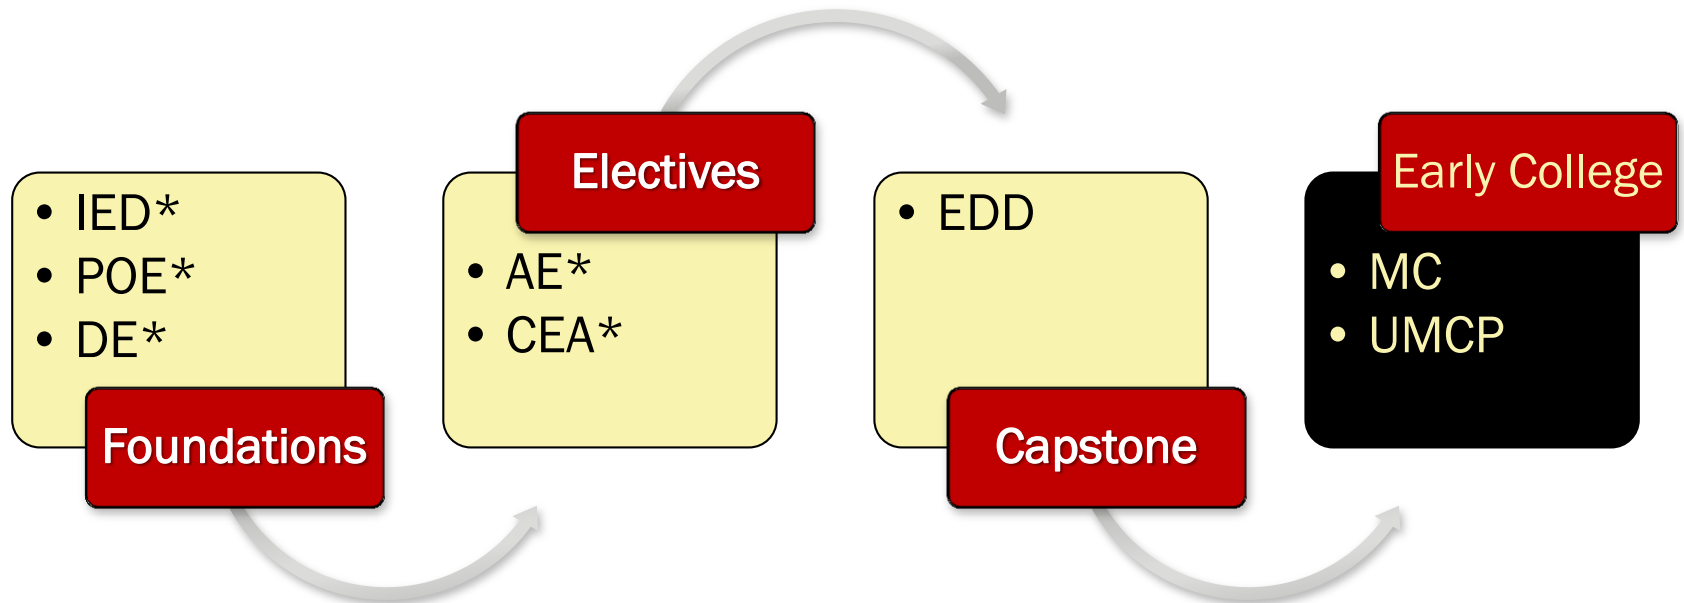 • IED*
• POE*
• DE*
Foundations
Electives
• AE*
• CEA*
• EDD
Capstone
Early College
• MC
• UMCP